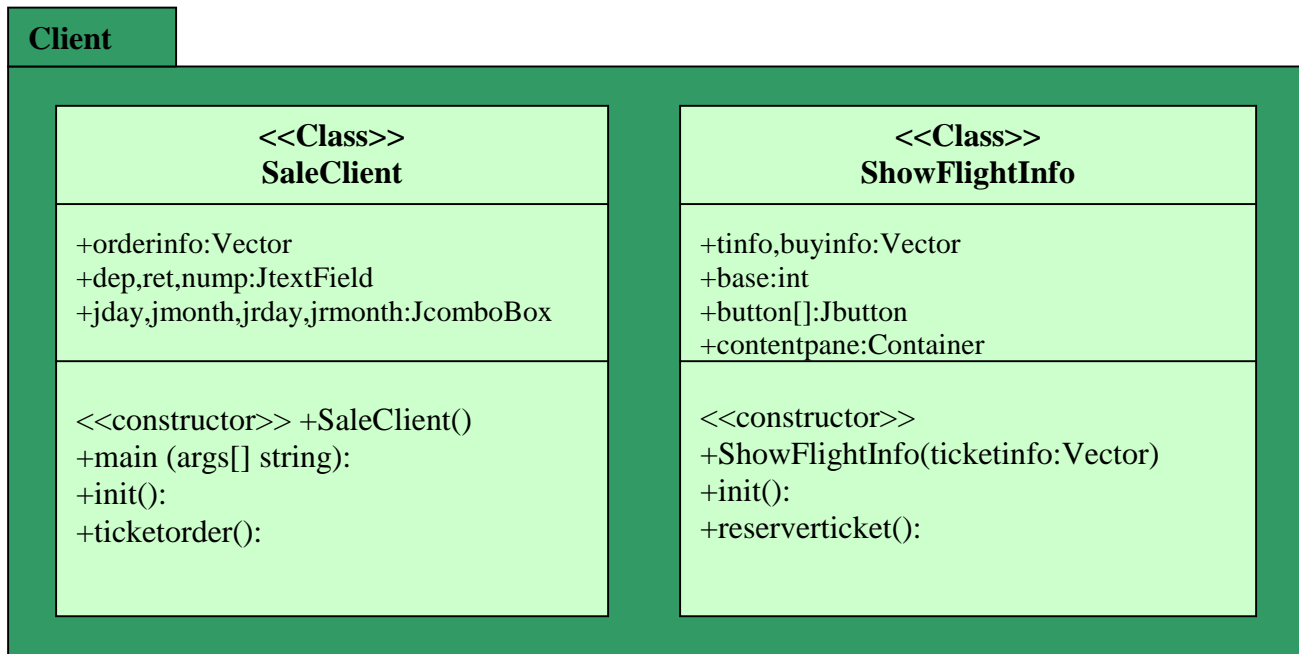 Client
<<Class>>
SaleClient
+orderinfo:Vector
+dep,ret,nump:JtextField
+jday,jmonth,jrday,jrmonth:JcomboBox
<<constructor>> +SaleClient()
+main (args[] string):
+init():
+ticketorder():
<<Class>>
ShowFlightInfo
+tinfo,buyinfo:Vector
+base:int
+button[]:Jbutton
+contentpane:Container
<<constructor>>
+ShowFlightInfo(ticketinfo:Vector)
+init():
+reserverticket():